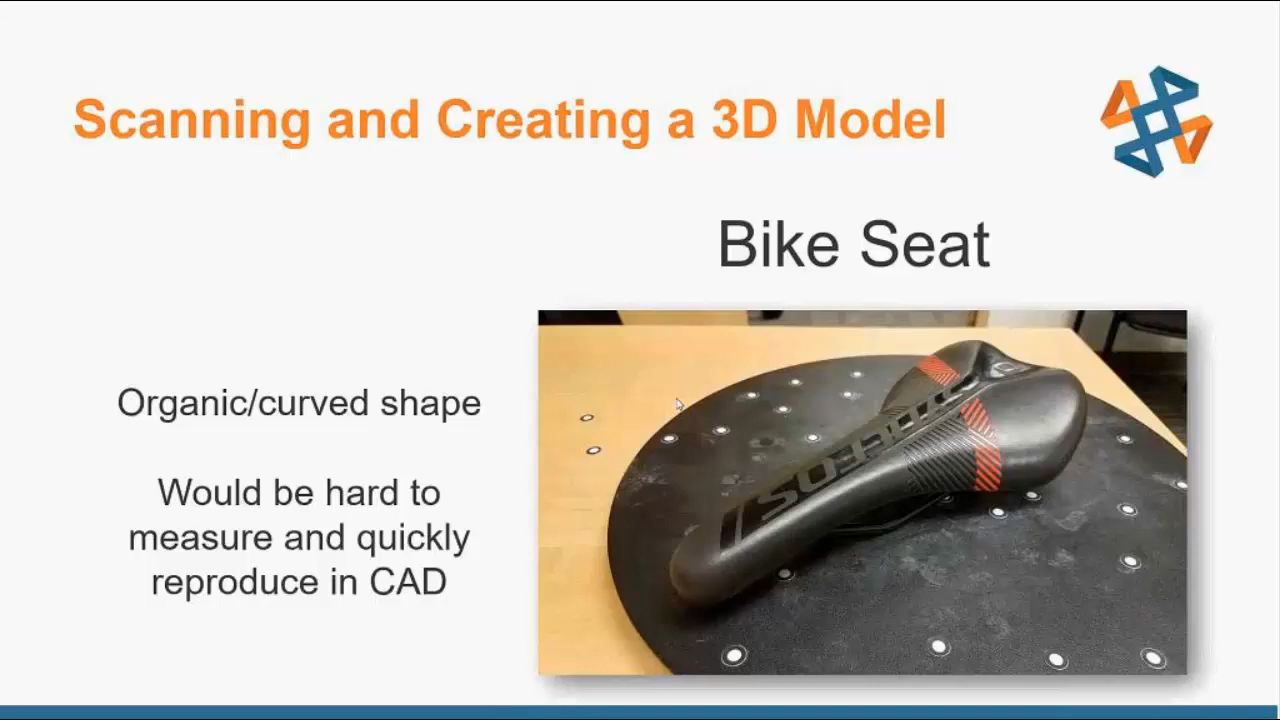 Scanning and Creating a 3D Model
Bike Seat
Organic/curved shape
Would be hard to
measure and quickly
reproduce in CAD